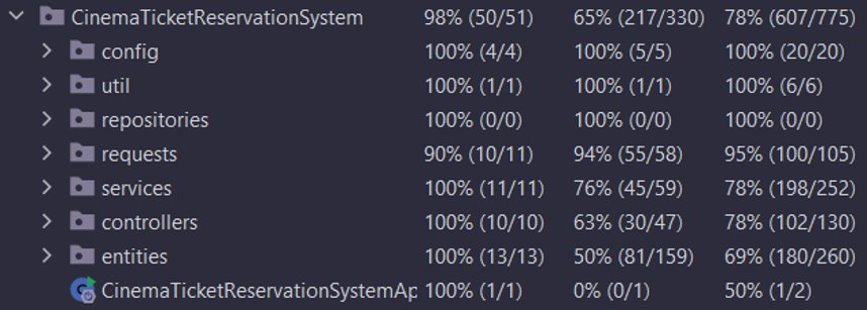 CinemaTicketReservationSystem 98% (50/51) 65% (217/330) 78% (607/775)
config 100% (4/4) 100% (5/5) 100% (20/20)
util 100% (1/1) 100% (1/1) 100% (6/6)
repositories 100% (0/0) 100% (0/0) 100% (0/0)
requests 90% (10/11) 94% (55/58) 95% (100/105)
services 100% (11/11) 76% (45/59) 78% (198/252)
controllers 100% (10/10) 63% (30/47) 78% (102/130)
entities 100% (13/13) 50% (81/159) 69% (180/260)
CinemaTicketReservationSystemAp 100% (1/1) 0% (0/1) 50% (1/2)